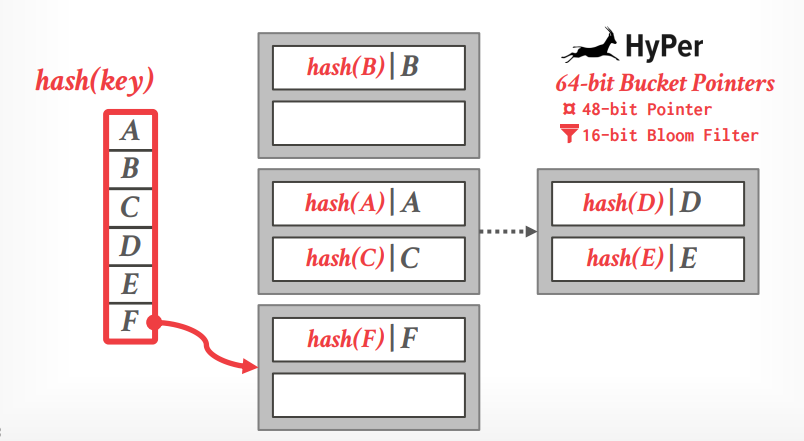 hash(key)
A
B
C
D
E
F
hash(B)|B
hash(A)|A
hash(C)|C
hash(F)|F
hash(D)|D
hash(E)|E
HyPer
64-bit Bucket Pointers
¤ 48-bit Pointer
16-bit Bloom Filter